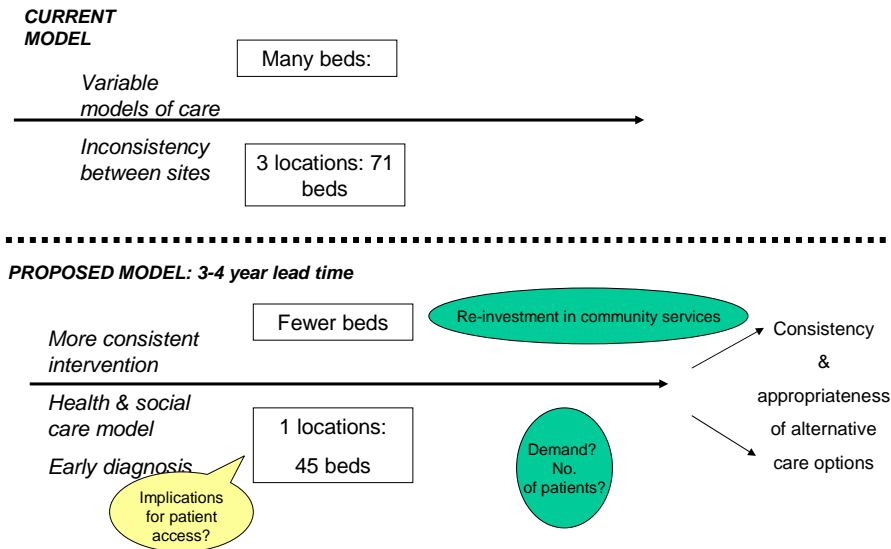 CURRENT
MODEL
Many beds:
Variable
models of care
Inconsistency
between sites
3 locations: 71
beds
PROPOSED MODEL: 3-4 year lead time
Fewer beds
Re-investment in community services
More consistent
intervention
Consistency
&
appropriateness
of alternative
care options
Health & social
care model
Early diagnosis
1 locations:
45 beds
Demand?
No.
of patients?
Implications
for patient
access?